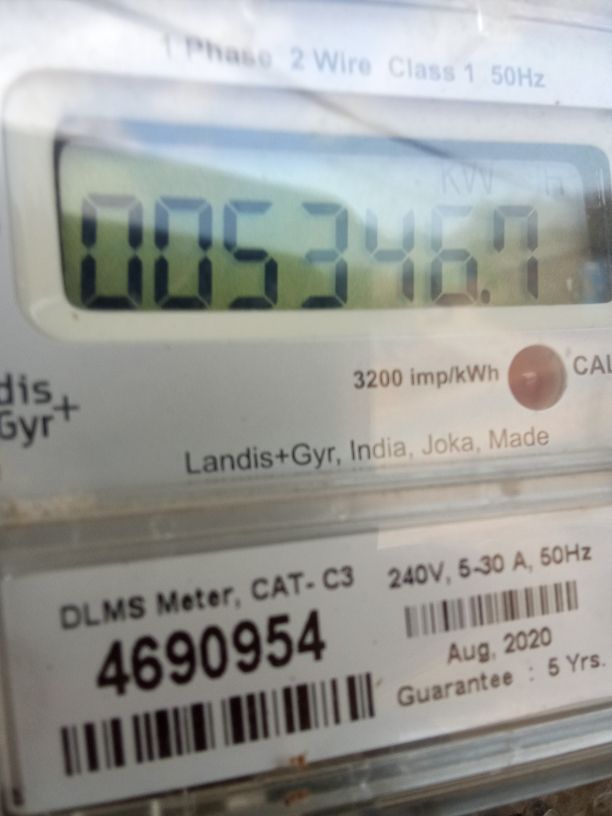 1 Phase 2 Wire Class 1 50Hz
KW H
005346.7
3200 imp/kWh
CAL
dis
Gyr+
Landis+Gyr, India, Joka, Made
DLMS Meter, CAT- C3
4690954
240V, 5-30 A, 50Hz
Aug, 2020
Guarantee : 5 Yrs.